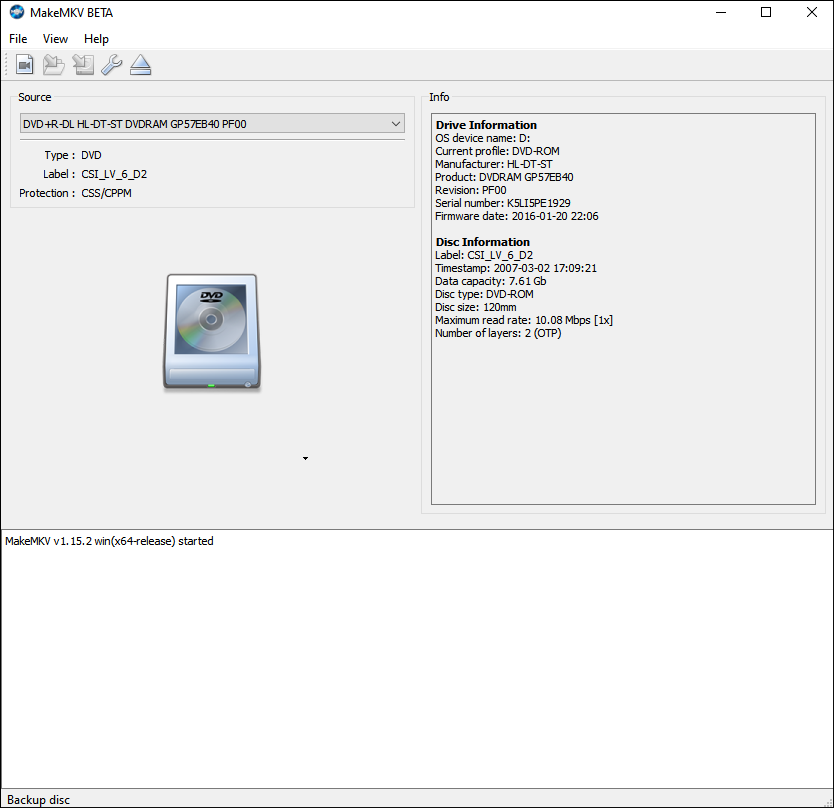 MakeMKV BETA
File View Help
Source
DVD+R-DL HL-DT-ST DVDRAM GP57EB40 PF00
Type : DVD
Label : CSI_LV_6_D2
Protection : CSS/CPPM
DVD
Info
Drive Information
OS device name: D:
Current profile: DVD-ROM
Manufacturer: HL-DT-ST
Product: DVDRAM GP57EB40
Revision: PF00
Serial number: K5LI5PE1929
Firmware date: 2016-01-20 22:06
Disc Information
Label: CSI_LV_6_D2
Timestamp: 2007-03-02 17:09:21
Data capacity: 7.61 Gb
Disc type: DVD-ROM
Disc size: 120mm
Maximum read rate: 10.08 Mbps [1x]
Number of layers: 2 (OTP)
MakeMKV v1.15.2 win(x64-release) started
Backup disc